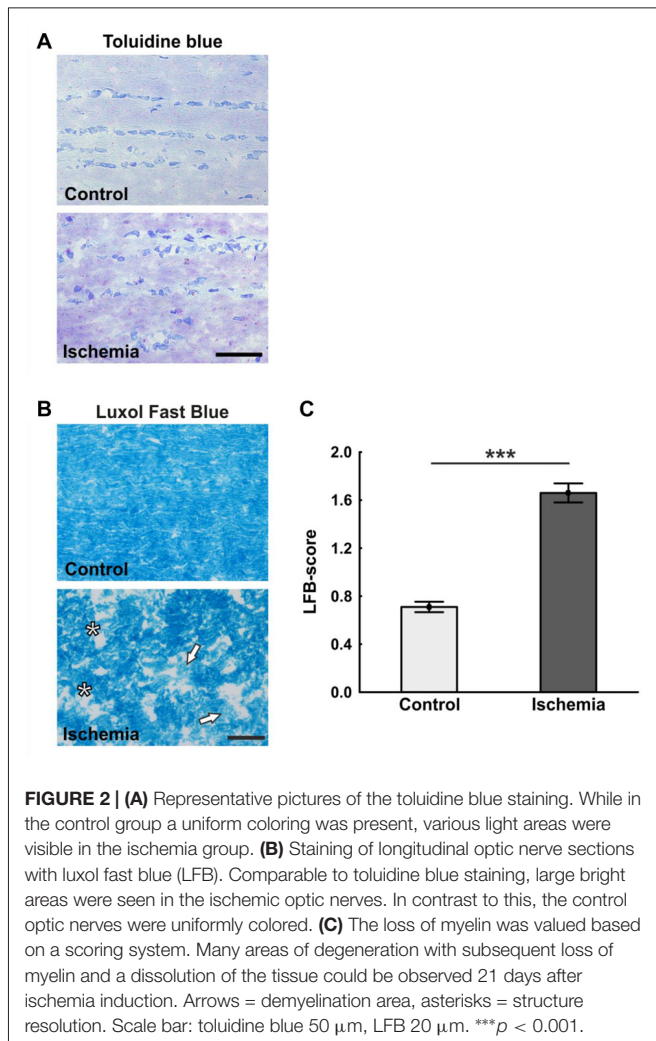 A
Toluidine blue
Control
Ischemia
B
Luxol Fast Blue
Control
Ischemia
C
***
2.0
1.6
1.2
0.8
0.4
0.0
LFB-score
Control
Ischemia
FIGURE 2 | (A) Representative pictures of the toluidine blue staining. While in
the control group a uniform coloring was present, various light areas were
visible in the ischemia group. (B) Staining of longitudinal optic nerve sections
with luxol fast blue (LFB). Comparable to toluidine blue staining, large bright
areas were seen in the ischemic optic nerves. In contrast to this, the control
optic nerves were uniformly colored. (C) The loss of myelin was valued based
on a scoring system. Many areas of degeneration with subsequent loss of
myelin and a dissolution of the tissue could be observed 21 days after
ischemia induction. Arrows = demyelination area, asterisks = structure
resolution. Scale bar: toluidine blue 50 μm, LFB 20 μm. ***p < 0.001.